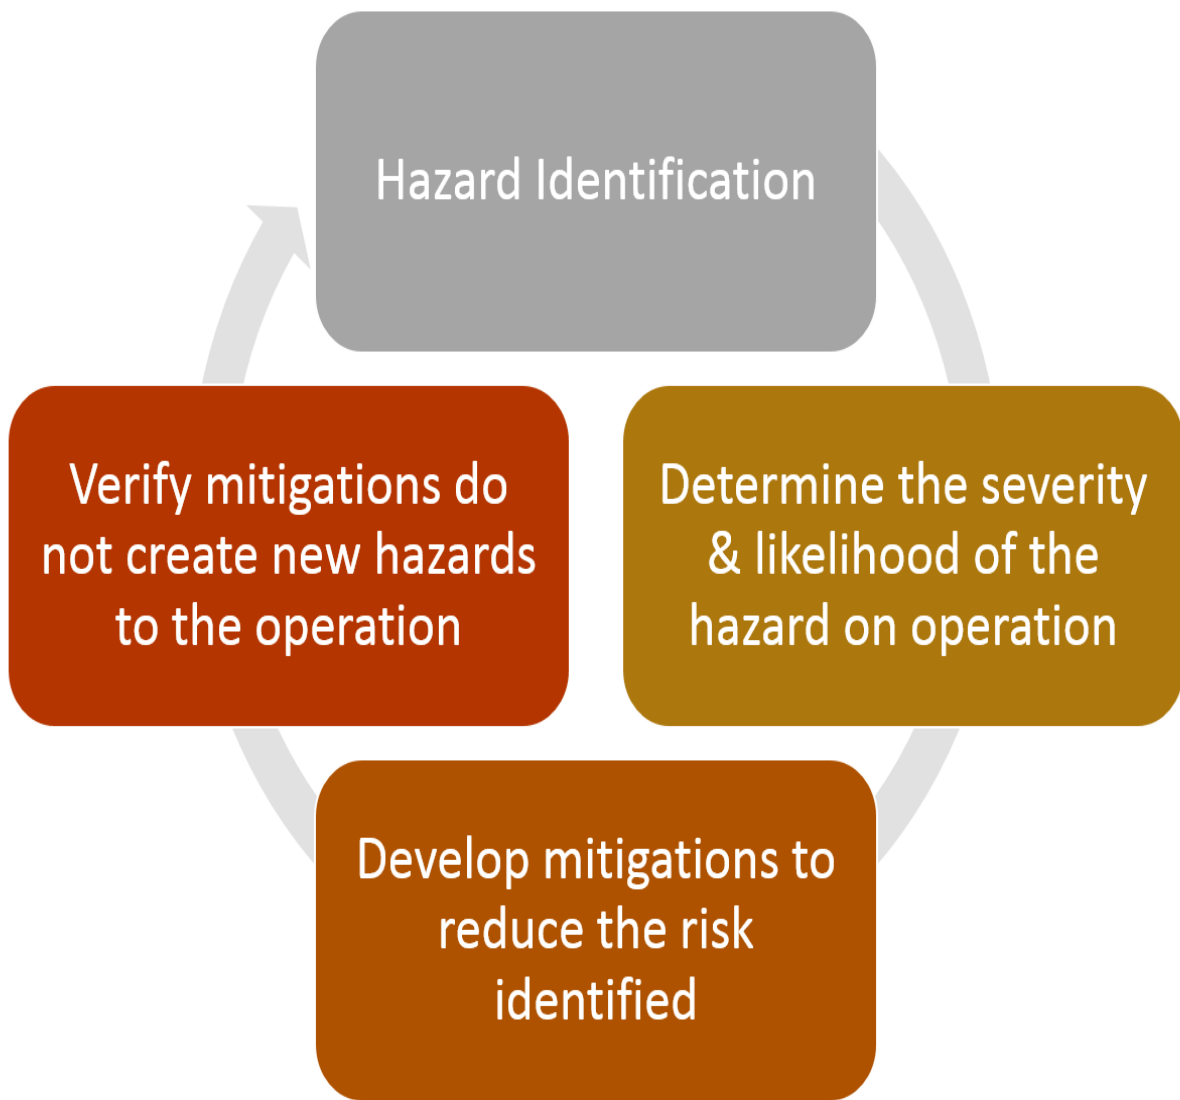 Hazard Identification
Determine the severity
& likelihood of the
hazard on operation
Develop mitigations to
reduce the risk
identified
Verify mitigations do
not create new hazards
to the operation